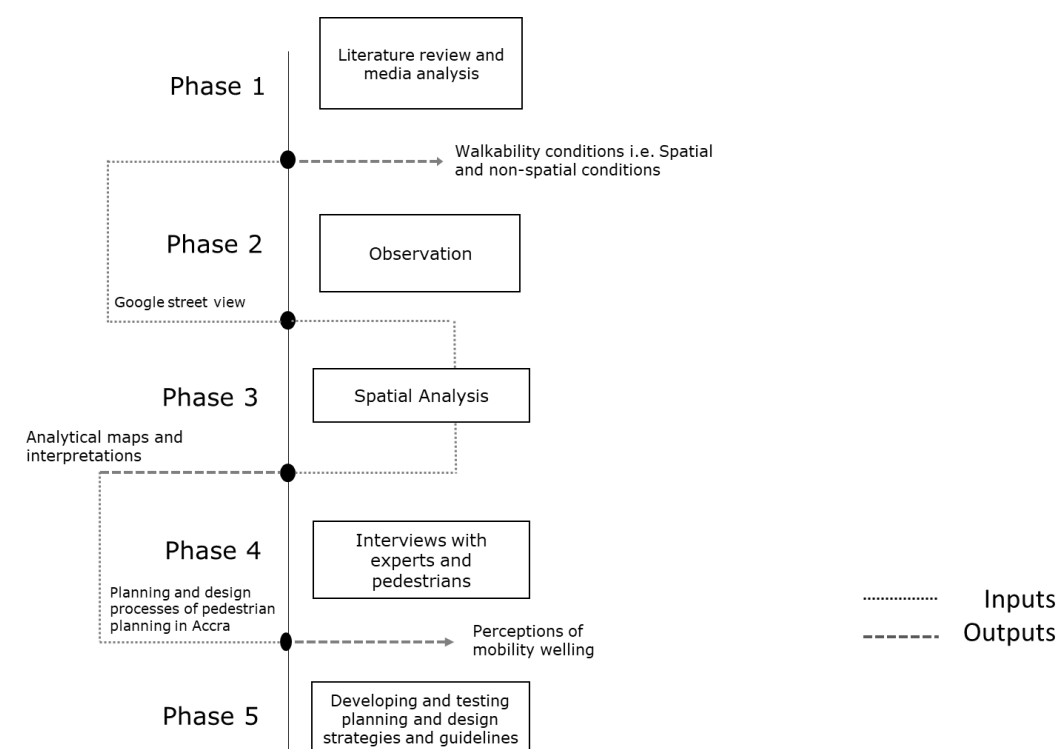 Phase 1
Literature review and
media analysis
Walkability conditions i.e. Spatial
and non-spatial conditions
Phase 2
Observation
Google street view
Phase 3
Spatial Analysis
Analytical maps and
interpretations
Phase 4
Interviews with
experts and
pedestrians
Planning and design
processes of pedestrian
planning in Accra
Perceptions of
mobility welling
Inputs
Outputs
Phase 5
Developing and testing
planning and design
strategies and guidelines